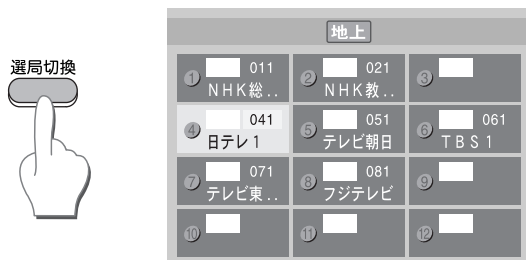 選局切換
地上
1 011
NHK総..
2 021
NHK教..
3
4 041
日テレ1
5 051
テレビ朝日
6 061
TBS1
7 071
テレビ東..
8 081
フジテレビ
9
10
11
12